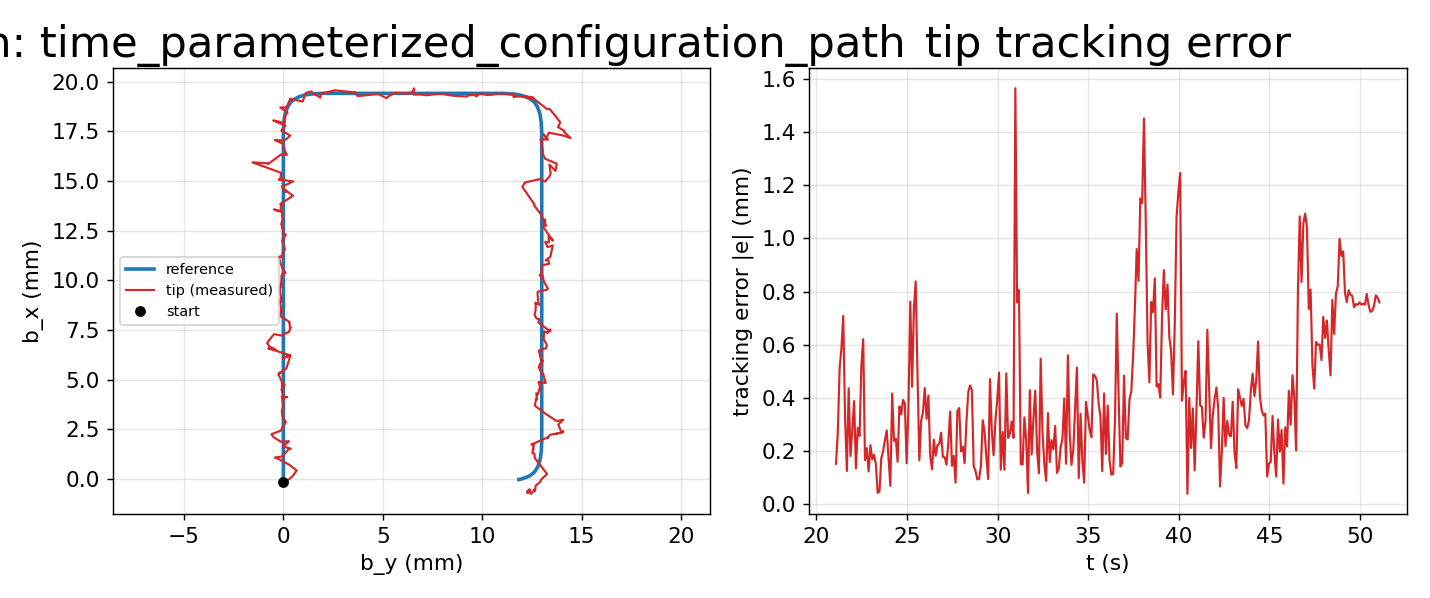 n: time_parameterized_configuration_path tip tracking error
20.0
17.5
15.0
12.5
10.0
7.5
5.0
2.5
0.0
b_x (mm)
reference
tip (measured)
start
−5 0 5 10 15 20
b_y (mm)
1.6
1.4
1.2
1.0
0.8
0.6
0.4
0.2
0.0
tracking error |e| (mm)
20 25 30 35 40 45 50
t (s)